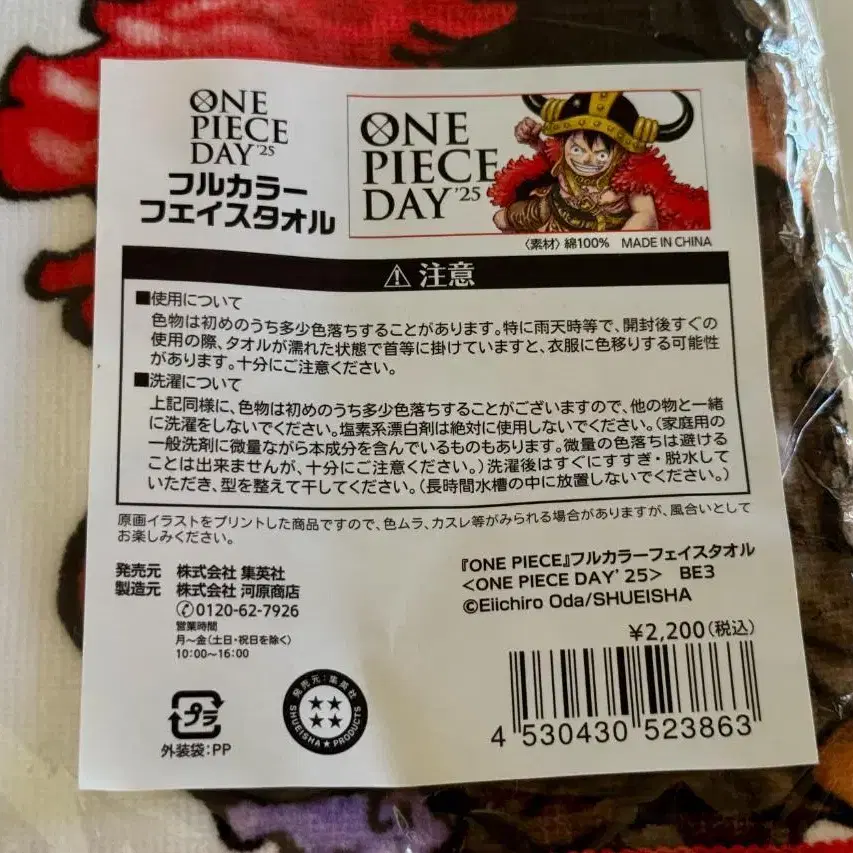 ONE
PIECE
DAY '25
フルカラー
フェイスタオル
ONE
PIECE
DAY '25
〈素材〉綿100% MADE IN CHINA
注意
■使用について
色物は初めのうち多少色落ちすることがあります。特に雨天時等で、開封後すぐの
使用の際、タオルが濡れた状態で首等に掛けていますと、衣服に色移りする可能性
があります。十分にご注意ください。
■洗濯について
上記同様に、色物は初めのうち多少色落ちすることがございますので、他の物と一緒
に洗濯をしないでください。塩素系漂白剤は絶対に使用しないでください。（家庭用の
一般洗剤に微量ながら本成分を含んでいるものもあります。微量の色落ちは避ける
ことは出来ませんが、十分にご注意ください。）洗濯後はすぐにすすぎ・脱水して
いただき、型を整えて干してください。（長時間水槽の中に放置しないでください。）
原画イラストをプリントした商品ですので、色ムラ、カスレ等がみられる場合がありますが、風合いとして
お楽しみください。
発売元 株式会社 集英社
製造元 株式会社 河原商店
0120-62-7926
営業時間
月～金（土日・祝日を除く）
10:00～16:00
『ONE PIECE』フルカラーフェイスタオル
<ONE PIECE DAY' 25> BE3
©Eiichiro Oda/SHUEISHA
¥2,200（税込）
プラ
外装袋:PP
発売元:集英社
SHUEISHA★PRODUCTS
4 530430 523863